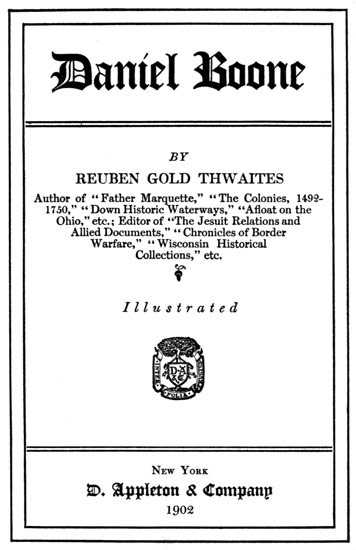 Daniel Boone
BY
REUBEN GOLD THWAITES
Author of "Father Marquette," "The Colonies, 1492-
1750," "Down Historic Waterways," "Afloat on the
Ohio," etc.; Editor of "The Jesuit Relations and
Allied Documents," "Chronicles of Border
Warfare," "Wisconsin Historical
Collections," etc.
Illustrated
D·A
&C
INTER
FOLIA
NEW YORK
D. Appleton & Company
1902